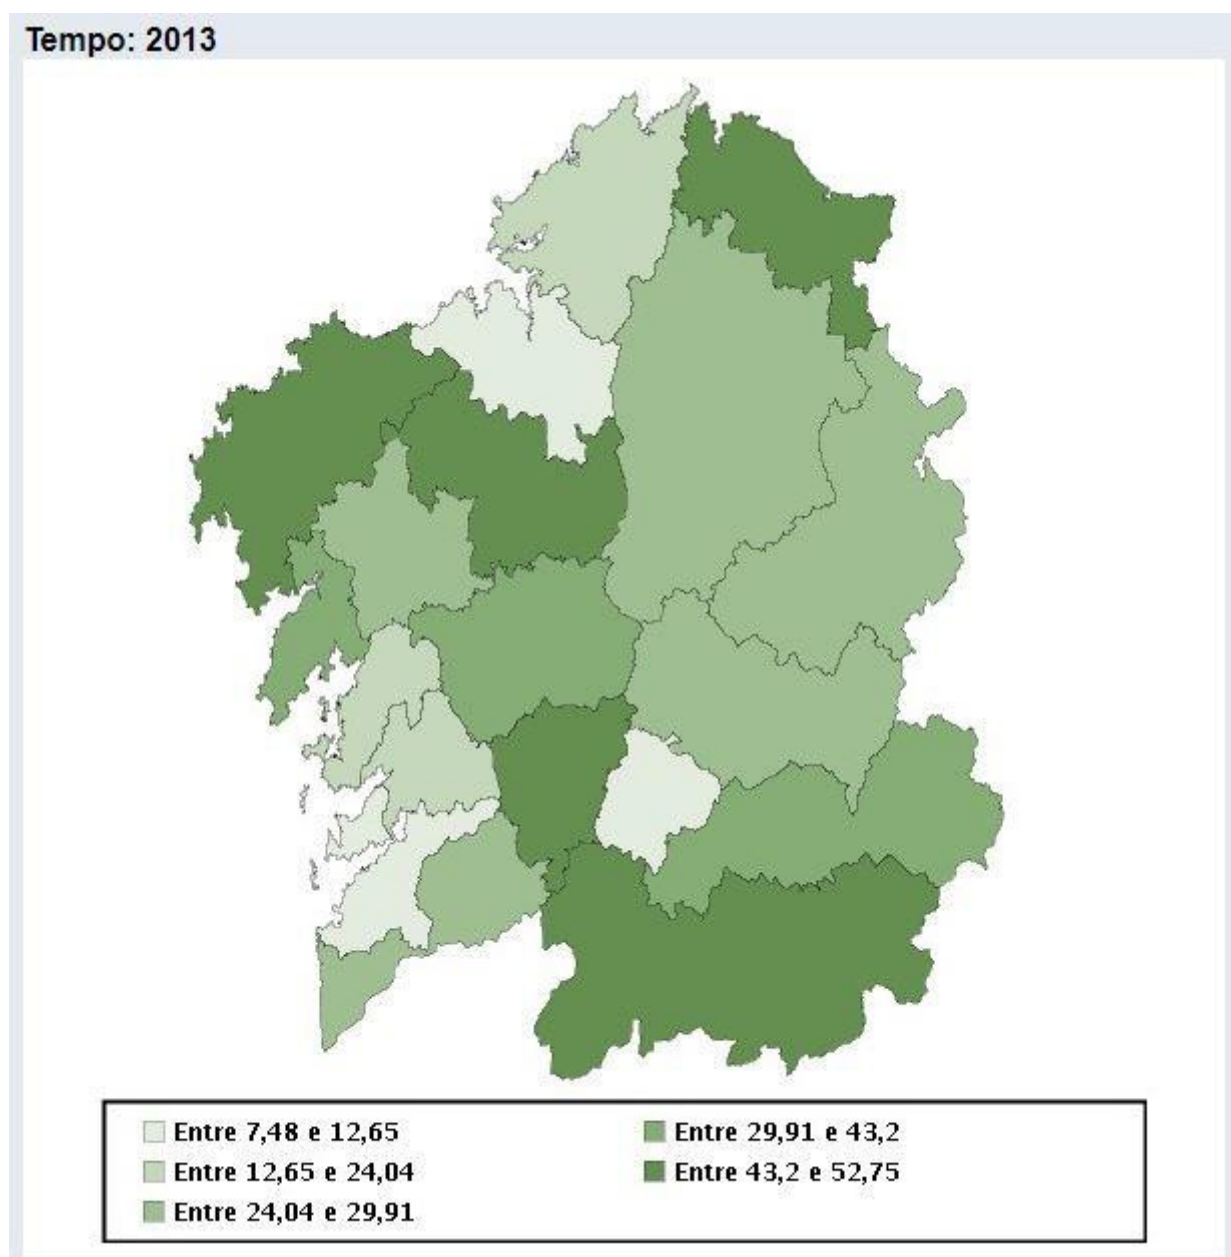 Tempo: 2013
Entre 7,48 e 12,65
Entre 12,65 e 24,04
Entre 24,04 e 29,91
Entre 29,91 e 43,2
Entre 43,2 e 52,75